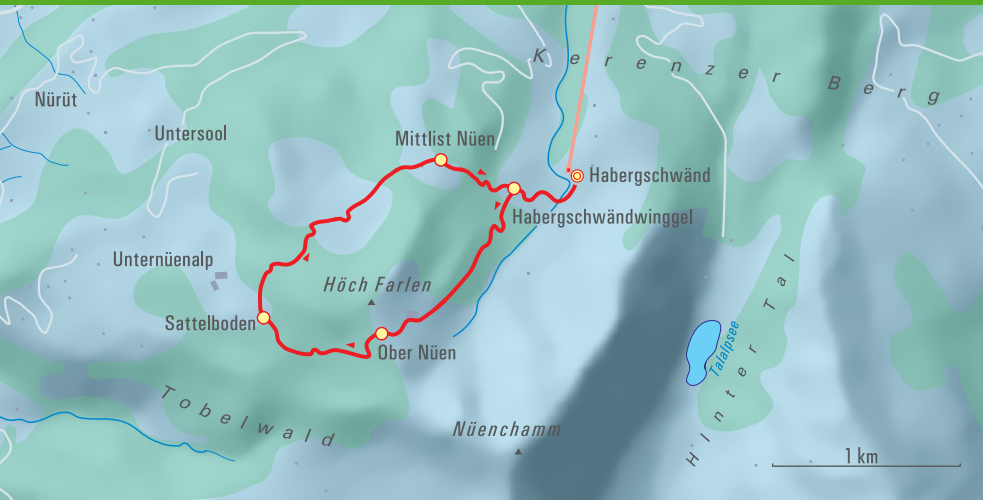 Kerenzer Berg
Nürüt
Untersool
Mittlist Nüen
Habergschwänd
Habergschwändwinggel
Unternüenalp
Höch Farlen
Hinter Tal
Sattelboden
Ober Nüen
Talalpsee
Tobelwald
Nüenchamm
1 km